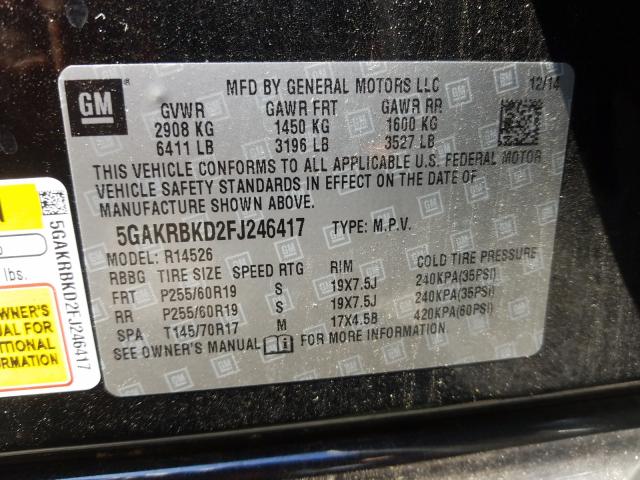 GM
MFD BY GENERAL MOTORS LLC
12/14
GVWR GAWR FRT GAWR RR
2908 KG 1450 KG 1600 KG
6411 LB 3196 LB 3527 LB
THIS VEHICLE CONFORMS TO ALL APPLICABLE U.S. FEDERAL MOTOR
VEHICLE SAFETY STANDARDS IN EFFECT ON THE DATE OF
MANUFACTURE SHOWN ABOVE.
5GAKRBKD2FJ246417 TYPE: M.P.V.
MODEL: R14526
RBBG TIRE SIZE SPEED RTG RIM COLD TIRE PRESSURE
FRT P255/60R19 S 19X7.5J 240KPA(35PSI)
RR P255/60R19 S 19X7.5J 240KPA(35PSI)
SPA T145/70R17 M 17X4.5B 420KPA(60PSI)
SEE OWNER'S MANUAL FOR MORE INFORMATION.
lbs.
5GAKRBKD2FJ246417
OWNER'S
MANUAL FOR
INFORMATION